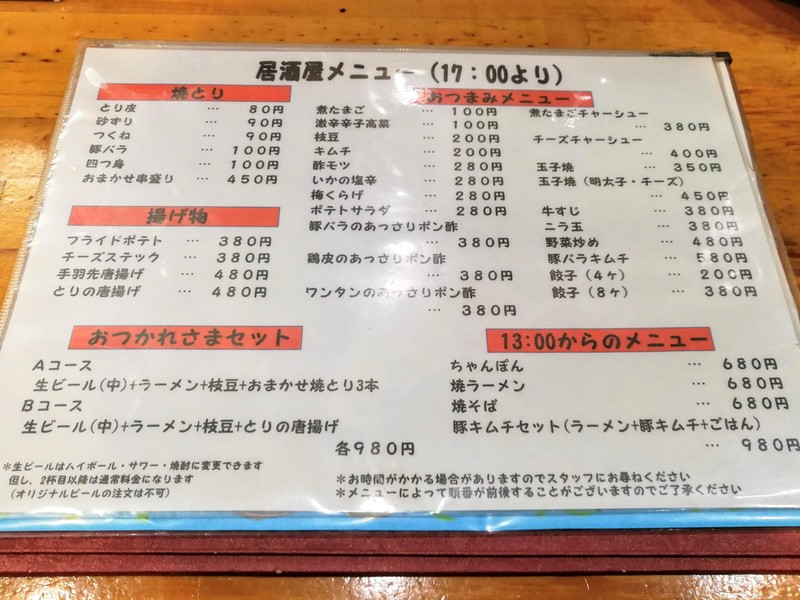 居酒屋メニュー(17:00より)
焼とり
とり皮 … 80円
砂ずり … 90円
つくね … 90円
豚バラ … 100円
四つ身 … 100円
おまかせ串盛り … 450円
揚げ物
フライドポテト … 380円
チーズステック … 380円
手羽先唐揚げ … 480円
とりの唐揚げ … 480円
おつまみメニュー
煮たまご … 100円
激辛辛子高菜 … 100円
枝豆 … 200円
キムチ … 200円
酢モツ … 280円
いかの塩辛 … 280円
梅くらげ … 280円
ポテトサラダ … 280円
豚バラのあっさりポン酢
… 380円
鶏皮のあっさりポン酢
… 380円
ワンタンのあっさりポン酢
… 380円
煮たまごチャーシュー
… 380円
チーズチャーシュー
… 400円
玉子焼 … 350円
玉子焼(明太子・チーズ)
… 450円
牛すじ … 380円
ニラ玉 … 380円
野菜炒め … 480円
豚バラキムチ … 580円
餃子(4ヶ) … 200円
餃子(8ヶ) … 380円
おつかれさまセット
Aコース
生ビール(中)+ラーメン+枝豆+おまかせ焼とり3本
Bコース
生ビール(中)+ラーメン+枝豆+とりの唐揚げ
各980円
*生ビールはハイボール・サワー・焼酎に変更できます
但し、2杯目以降は通常料金になります
(オリジナルビールの注文は不可)
13:00からのメニュー
ちゃんぽん … 680円
焼ラーメン … 680円
焼そば … 680円
豚キムチセット(ラーメン+豚キムチ+ごはん)
… 980円
*お時間がかかる場合がありますのでスタッフにお尋ねください
*メニューによって順番が前後することがございますのでご了承ください